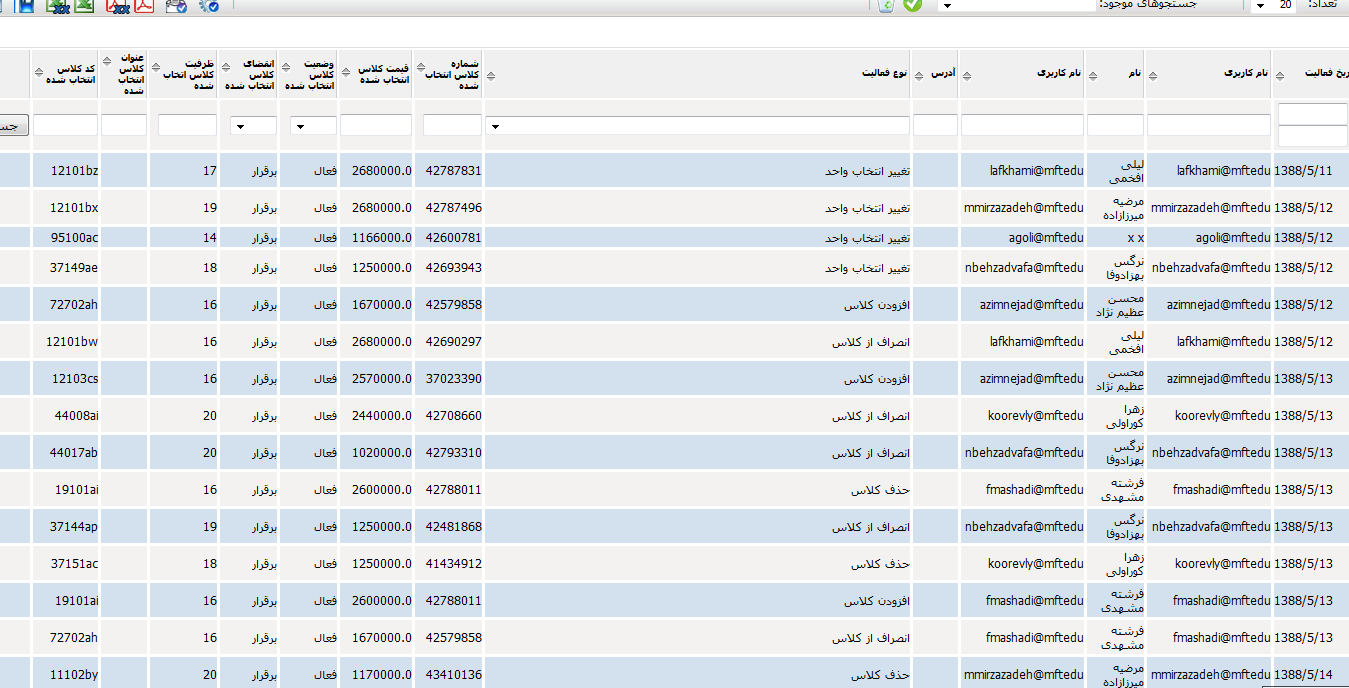 تعداد: 20 جستجوهای موجود:
ریخ فعالیت نام کاربری نام نام کاربری آدرس نوع فعالیت شماره کلاس انتخاب شده قیمت کلاس انتخاب شده وضعیت کلاس انتخاب شده انقضای کلاس انتخاب شده ظرفیت کلاس انتخاب شده عنوان کلاس انتخاب شده کد کلاس انتخاب شده
جس
1388/5/11 lafkhami@mftedu لیلی افخمی lafkhami@mftedu تغییر انتخاب واحد 42787831 2680000.0 فعال برقرار 17 12101bz
1388/5/12 mmirzazadeh@mftedu مرضیه میرزازاده mmirzazadeh@mftedu تغییر انتخاب واحد 42787496 2680000.0 فعال برقرار 19 12101bx
1388/5/12 agoli@mftedu x x agoli@mftedu تغییر انتخاب واحد 42600781 1166000.0 فعال برقرار 14 95100ac
1388/5/12 nbehzadvafa@mftedu نرگس بهزادوفا nbehzadvafa@mftedu تغییر انتخاب واحد 42693943 1250000.0 فعال برقرار 18 37149ae
1388/5/12 azimnejad@mftedu محسن عظیم نژاد azimnejad@mftedu افزودن کلاس 42579858 1670000.0 فعال برقرار 16 72702ah
1388/5/12 lafkhami@mftedu لیلی افخمی lafkhami@mftedu انصراف از کلاس 42690297 2680000.0 فعال برقرار 16 12101bw
1388/5/13 azimnejad@mftedu محسن عظیم نژاد azimnejad@mftedu افزودن کلاس 37023390 2570000.0 فعال برقرار 16 12103cs
1388/5/13 koorevly@mftedu زهرا کوراولی koorevly@mftedu انصراف از کلاس 42708660 2440000.0 فعال برقرار 20 44008ai
1388/5/13 nbehzadvafa@mftedu نرگس بهزادوفا nbehzadvafa@mftedu انصراف از کلاس 42793310 1020000.0 فعال برقرار 20 44017ab
1388/5/13 fmashadi@mftedu فرشته مشهدی fmashadi@mftedu حذف کلاس 42788011 2600000.0 فعال برقرار 16 19101ai
1388/5/13 nbehzadvafa@mftedu نرگس بهزادوفا nbehzadvafa@mftedu انصراف از کلاس 42481868 1250000.0 فعال برقرار 19 37144ap
1388/5/13 koorevly@mftedu زهرا کوراولی koorevly@mftedu حذف کلاس 41434912 1250000.0 فعال برقرار 18 37151ac
1388/5/13 fmashadi@mftedu فرشته مشهدی fmashadi@mftedu افزودن کلاس 42788011 2600000.0 فعال برقرار 16 19101ai
1388/5/13 fmashadi@mftedu فرشته مشهدی fmashadi@mftedu انصراف از کلاس 42579858 1670000.0 فعال برقرار 16 72702ah
1388/5/14 mmirzazadeh@mftedu مرضیه میرزازاده mmirzazadeh@mftedu حذف کلاس 43410136 1170000.0 فعال برقرار 20 11102by